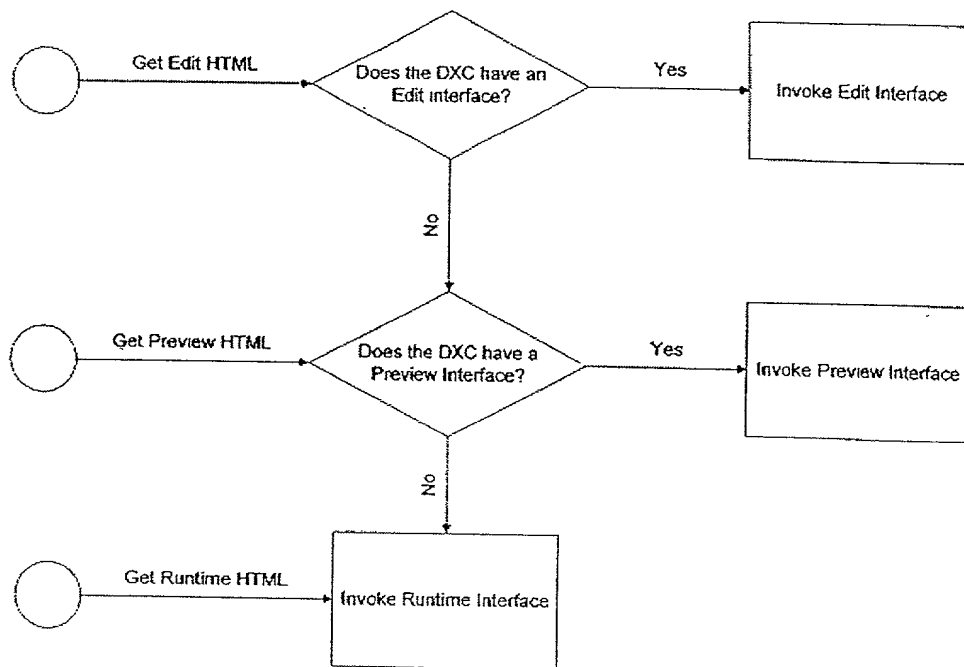 Get Edit HTML
Does the DXC have an
Edit interface?
Yes
Invoke Edit Interface
No
Get Preview HTML
Does the DXC have a
Preview Interface?
Yes
Invoke Preview Interface
No
Get Runtime HTML
Invoke Runtime Interface